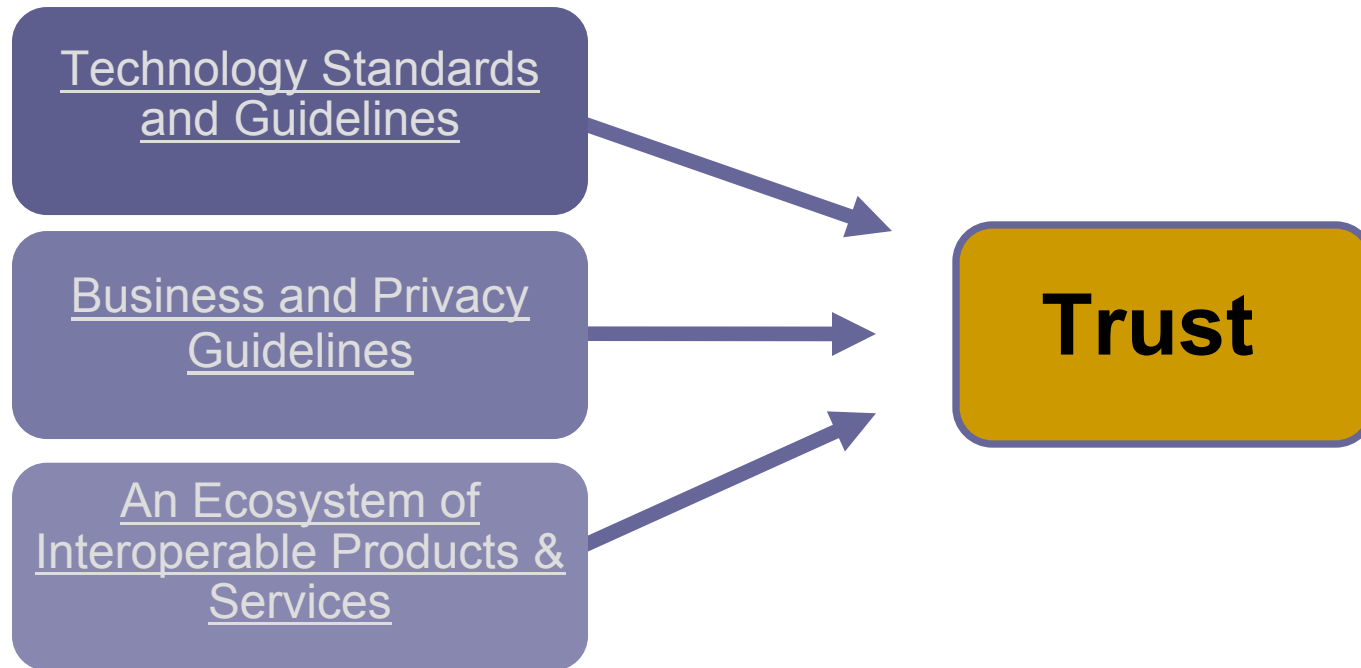 Technology Standards
and Guidelines
Business and Privacy
Guidelines
An Ecosystem of
Interoperable Products &
Services
Trust